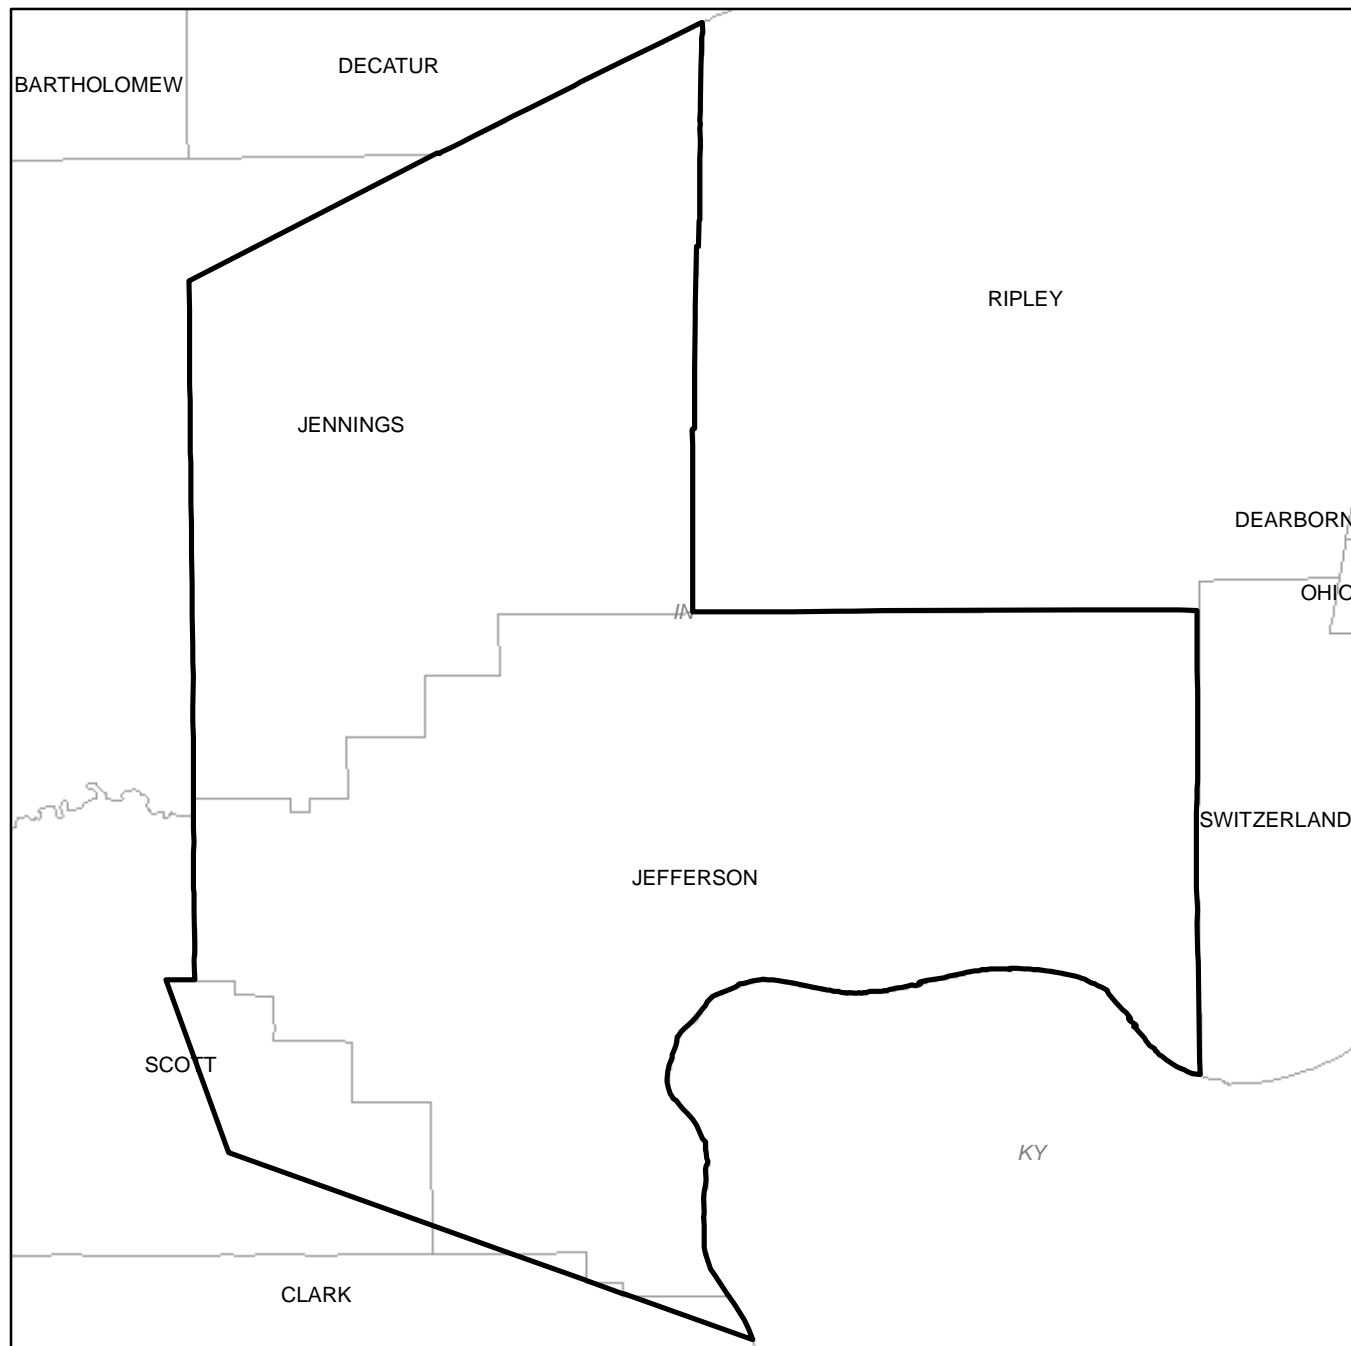 DECATUR
BARTHOLOMEW
RIPLEY
JENNINGS
DEARBORN
OHIO
IN
SWITZERLAND
JEFFERSON
SCOTT
KY
CLARK